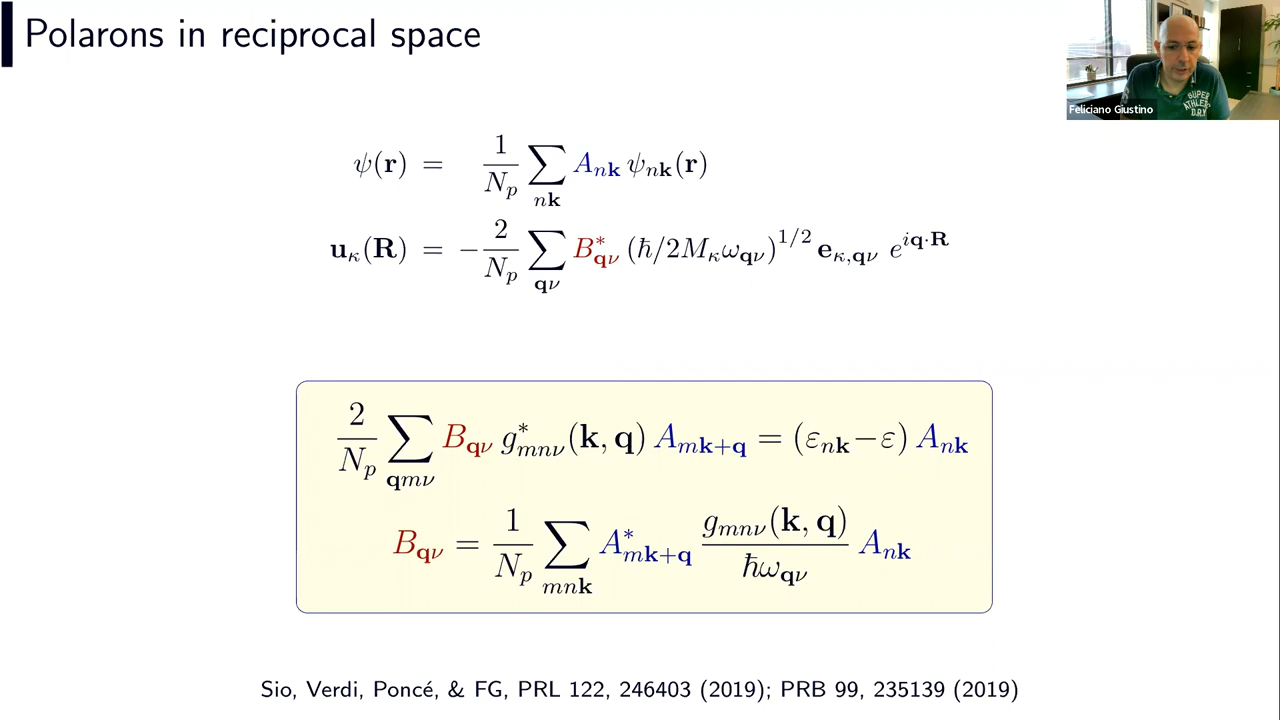 Polarons in reciprocal space
Feliciano Giustino
SUPER
ATHLETIC
D.R.Y
ψ(r) = 1/N_p ∑_{nk} A_{nk} ψ_{nk}(r)
u_κ(R) = −2/N_p ∑_{qν} B*_{qν} (ħ/2M_κω_{qν})^{1/2} e_{κ,qν} e^{iq·R}
2/N_p ∑_{qmν} B_{qν} g*_{mnν}(k, q) A_{mk+q} = (ε_{nk}−ε) A_{nk}
B_{qν} = 1/N_p ∑_{mnk} A*_{mk+q} g_{mnν}(k, q)/ħω_{qν} A_{nk}
Sio, Verdi, Poncé, & FG, PRL 122, 246403 (2019); PRB 99, 235139 (2019)